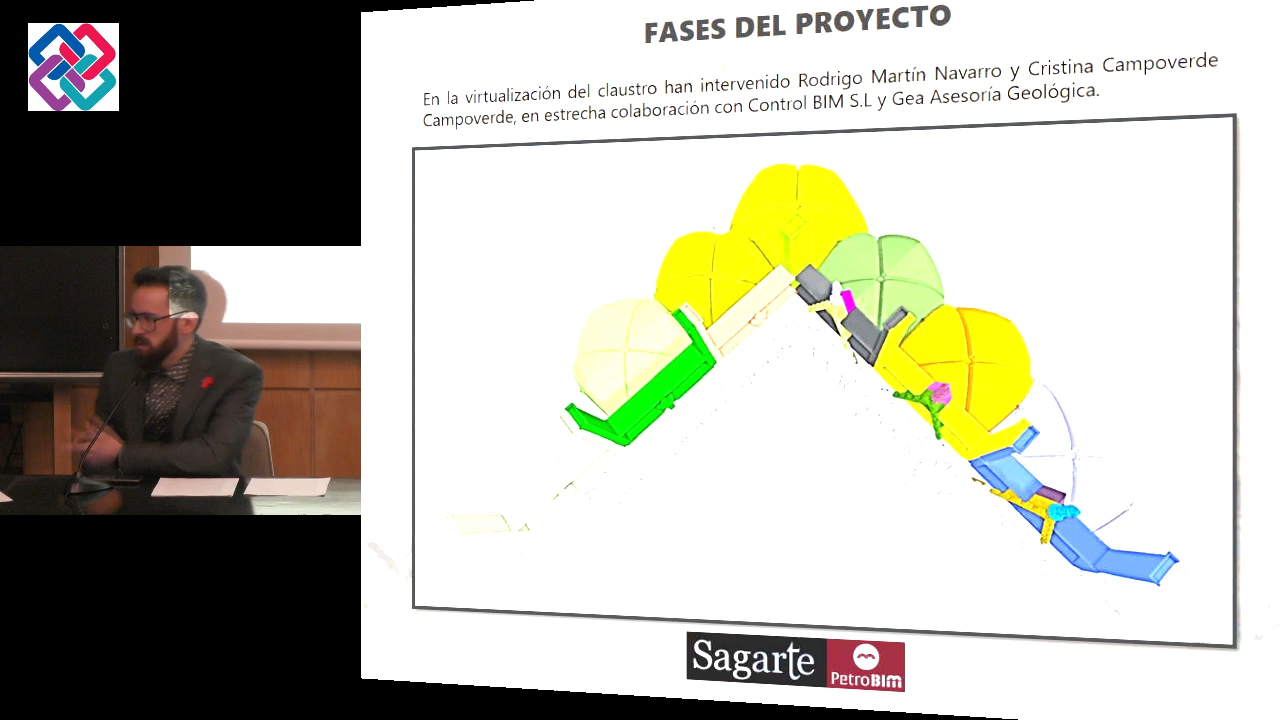 FASES DEL PROYECTO
En la virtualización del claustro han intervenido Rodrigo Martín Navarro y Cristina Campoverde
Campoverde, en estrecha colaboración con Control BIM S.L y Gea Asesoría Geológica.
Sagarte
PetroBIM